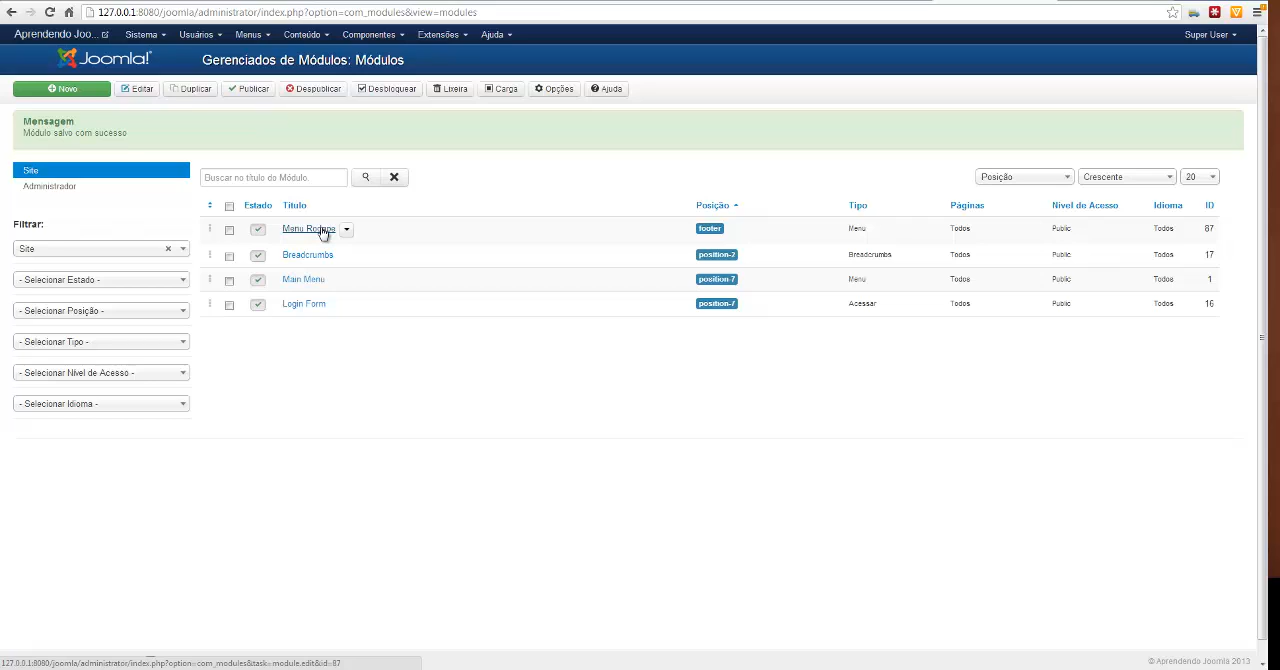 127.0.0.1:8080/joomla/administrator/index.php?option=com_modules&view=modules
Aprendendo Joo... Sistema Usuários Menus Conteúdo Componentes Extensões Ajuda Super User
Joomla! Gerenciados de Módulos: Módulos
Novo Editar Duplicar Publicar Despublicar Desbloquear Lixeira Carga Opções Ajuda
Mensagem
Módulo salvo com sucesso
Site
Administrador
Buscar no título do Módulo. Posição Crescente 20
Estado Título Posição Tipo Páginas Nível de Acesso Idioma ID
Menu Rodape footer Menu Todos Public Todos 87
Breadcrumbs position-2 Breadcrumbs Todos Public Todos 17
Main Menu position-7 Menu Todos Public Todos 1
Login Form position-7 Acessar Todos Public Todos 16
Filtrar:
Site
- Selecionar Estado -
- Selecionar Posição -
- Selecionar Tipo -
- Selecionar Nível de Acesso -
- Selecionar Idioma -
127.0.0.1:8080/joomla/administrator/index.php?option=com_modules&task=module.edit&id=87
© Aprendendo Joomla 2013